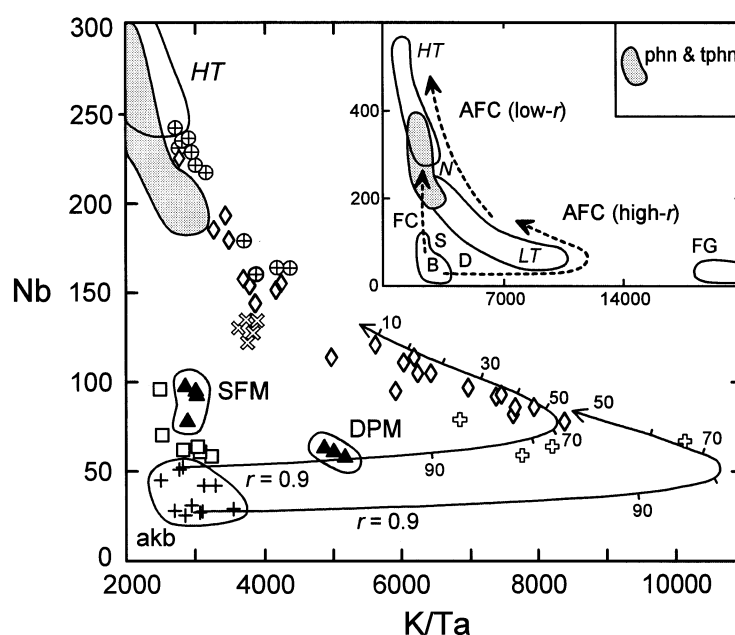 300
250
200
150
100
50
0
Nb
2000
4000
6000
8000
10000
K/Ta
HT
SFM
DPM
akb
r = 0.9
r = 0.9
10
30
50
70
90
50
70
90
400
200
0
7000
14000
HT
AFC (low-r)
N
AFC (high-r)
FC
S
B
D
LT
FG
phn & tphn